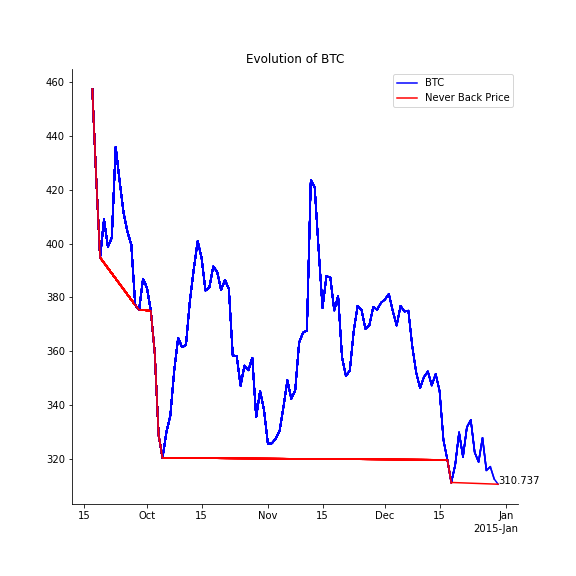 Evolution of BTC
BTC
Never Back Price
460
440
420
400
380
360
340
320
310.737
15
Oct
15
Nov
15
Dec
15
Jan
2015-Jan